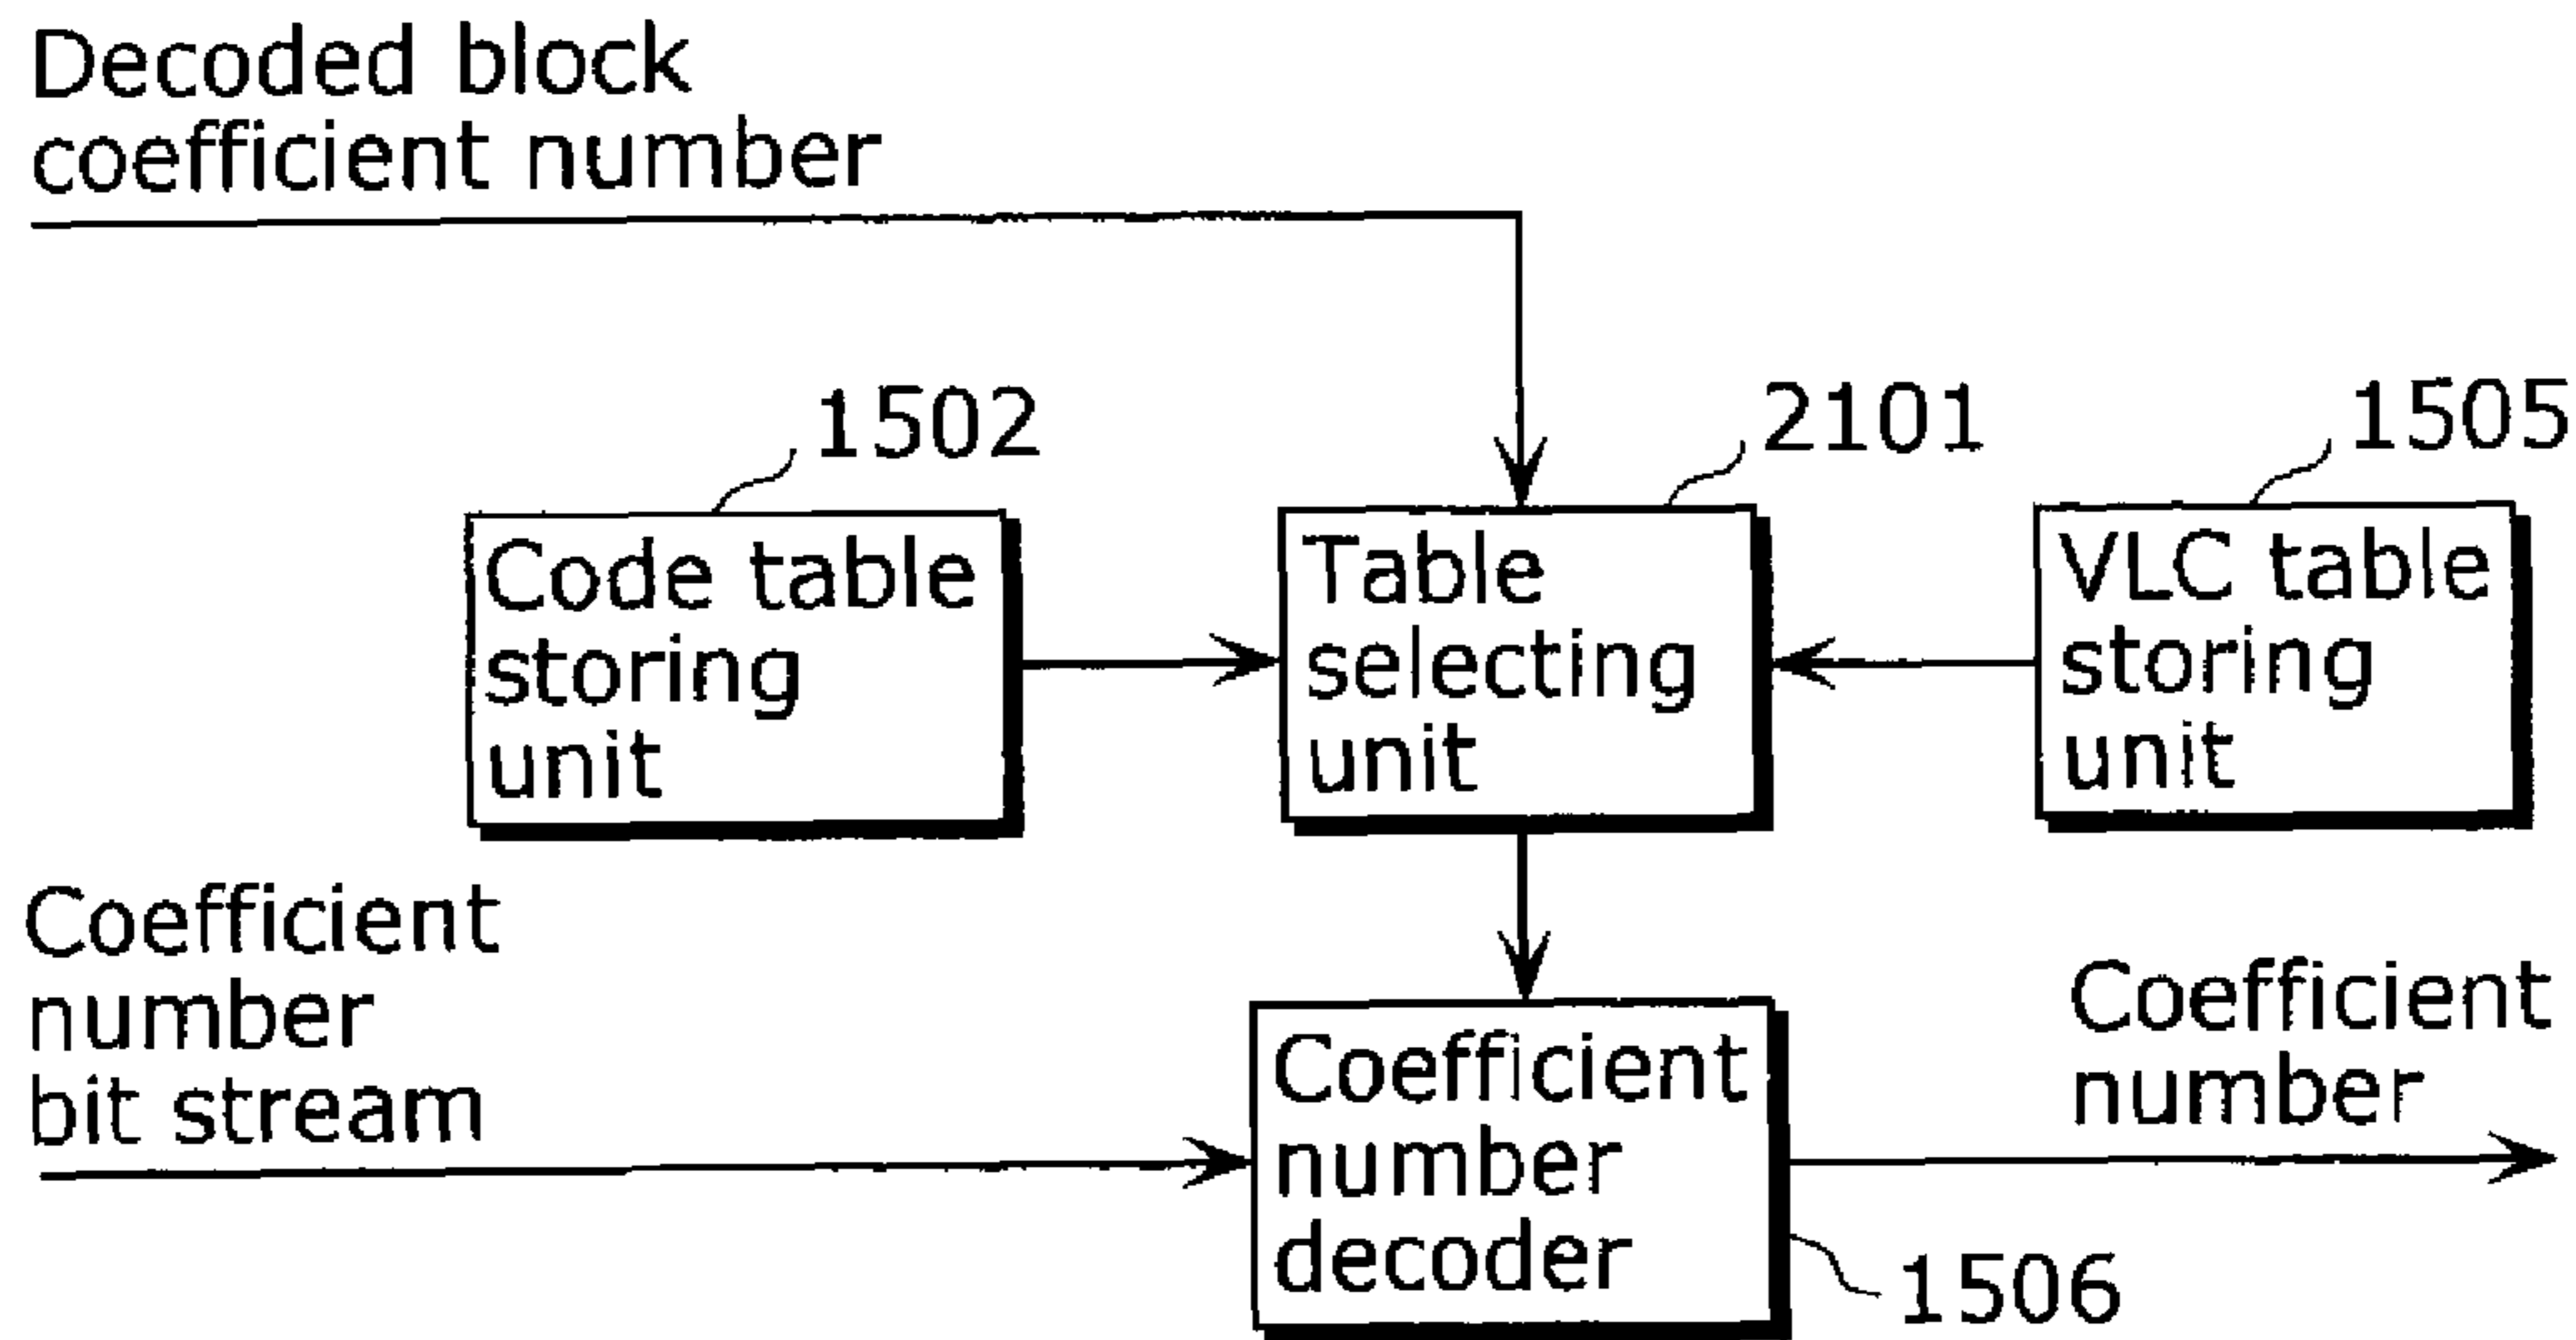 Decoded block
coefficient number
1502
2101
1505
Code table
storing
unit
Table
selecting
unit
VLC table
storing
unit
Coefficient
number
bit stream
Coefficient
number
decoder
Coefficient
number
1506